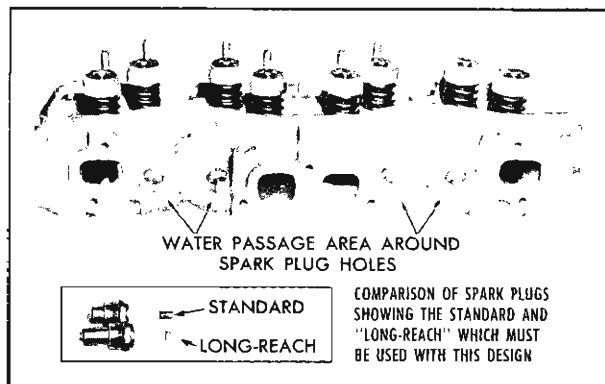 WATER PASSAGE AREA AROUND
SPARK PLUG HOLES
STANDARD
LONG-REACH
COMPARISON OF SPARK PLUGS
SHOWING THE STANDARD AND
"LONG-REACH" WHICH MUST
BE USED WITH THIS DESIGN